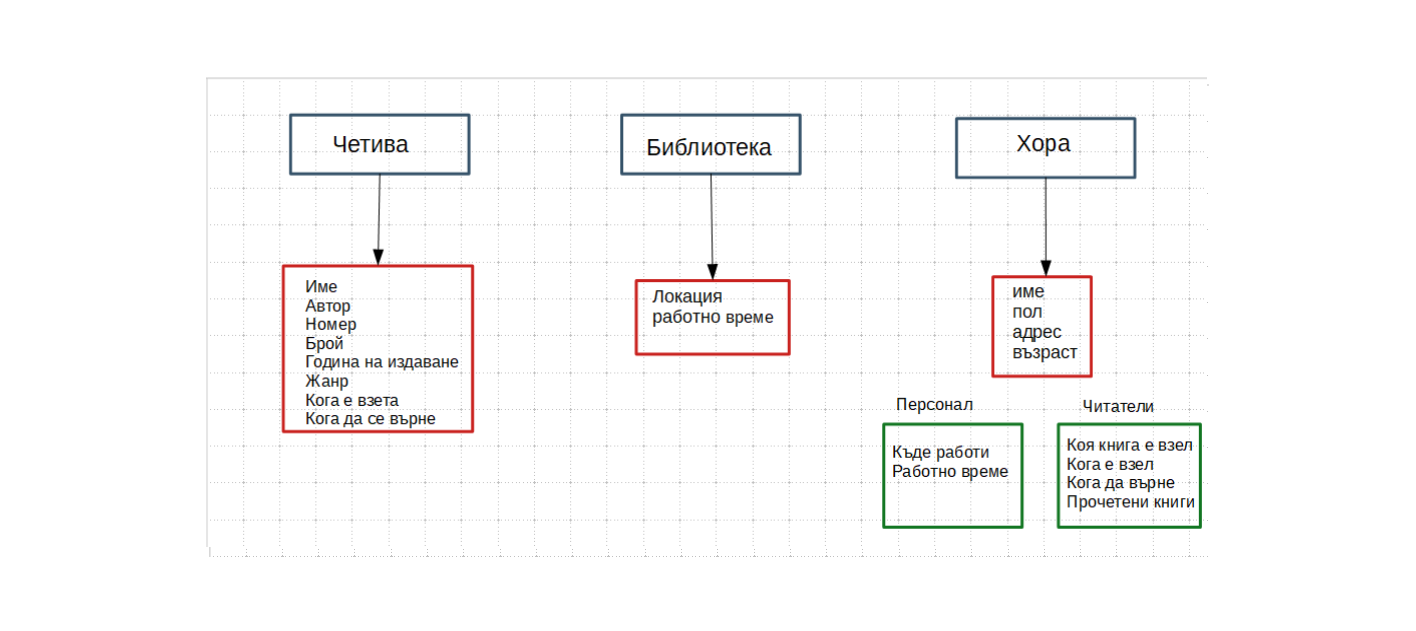 Четива
Библиотека
Хора
Име
Автор
Номер
Брой
Година на издаване
Жанр
Кога е взета
Кога да се върне
Локация
работно време
име
пол
адрес
възраст
Персонал
Къде работи
Работно време
Читатели
Коя книга е взел
Кога е взел
Кога да върне
Прочетени книги